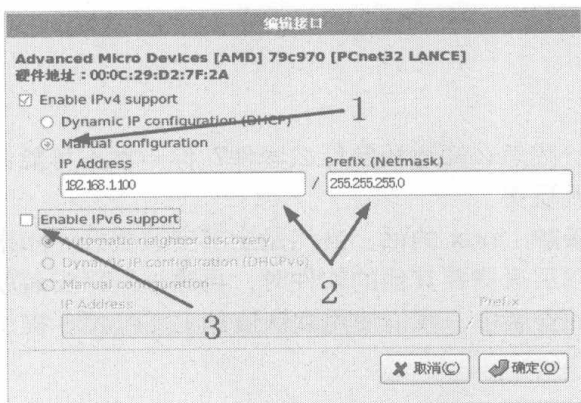 编辑接口
Advanced Micro Devices [AMD] 79c970 [PCnet32 LANCE]
硬件地址：00:0C:29:D2:7F:2A
Enable IPv4 support
Dynamic IP configuration (DHCP)
1
Manual configuration
IP Address Prefix (Netmask)
192.168.1.100 / 255.255.255.0
Enable IPv6 support
Automatic neighbor discovery
Dynamic IP configuration (DHCPv6)
2
Manual configuration
IP Address Prefix
3
/
取消(C) 确定(O)